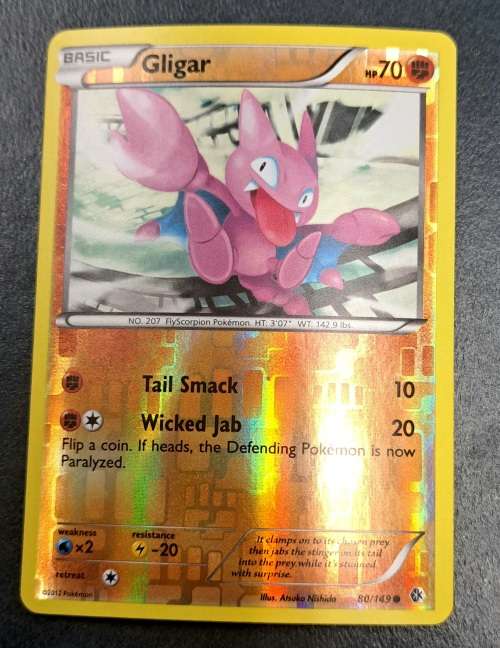 BASIC Gligar HP70
NO. 207 FlyScorpion Pokémon. HT: 3'07" WT: 142.9 lbs.
Tail Smack 10
Wicked Jab 20
Flip a coin. If heads, the Defending Pokémon is now
Paralyzed.
weakness resistance
×2 -20
retreat
It clamps on to its chosen prey
then jabs the stinger on its tail
into the prey while it's stunned
with surprise.
©2012 Pokémon Illus. Atsuko Nishida 80/149